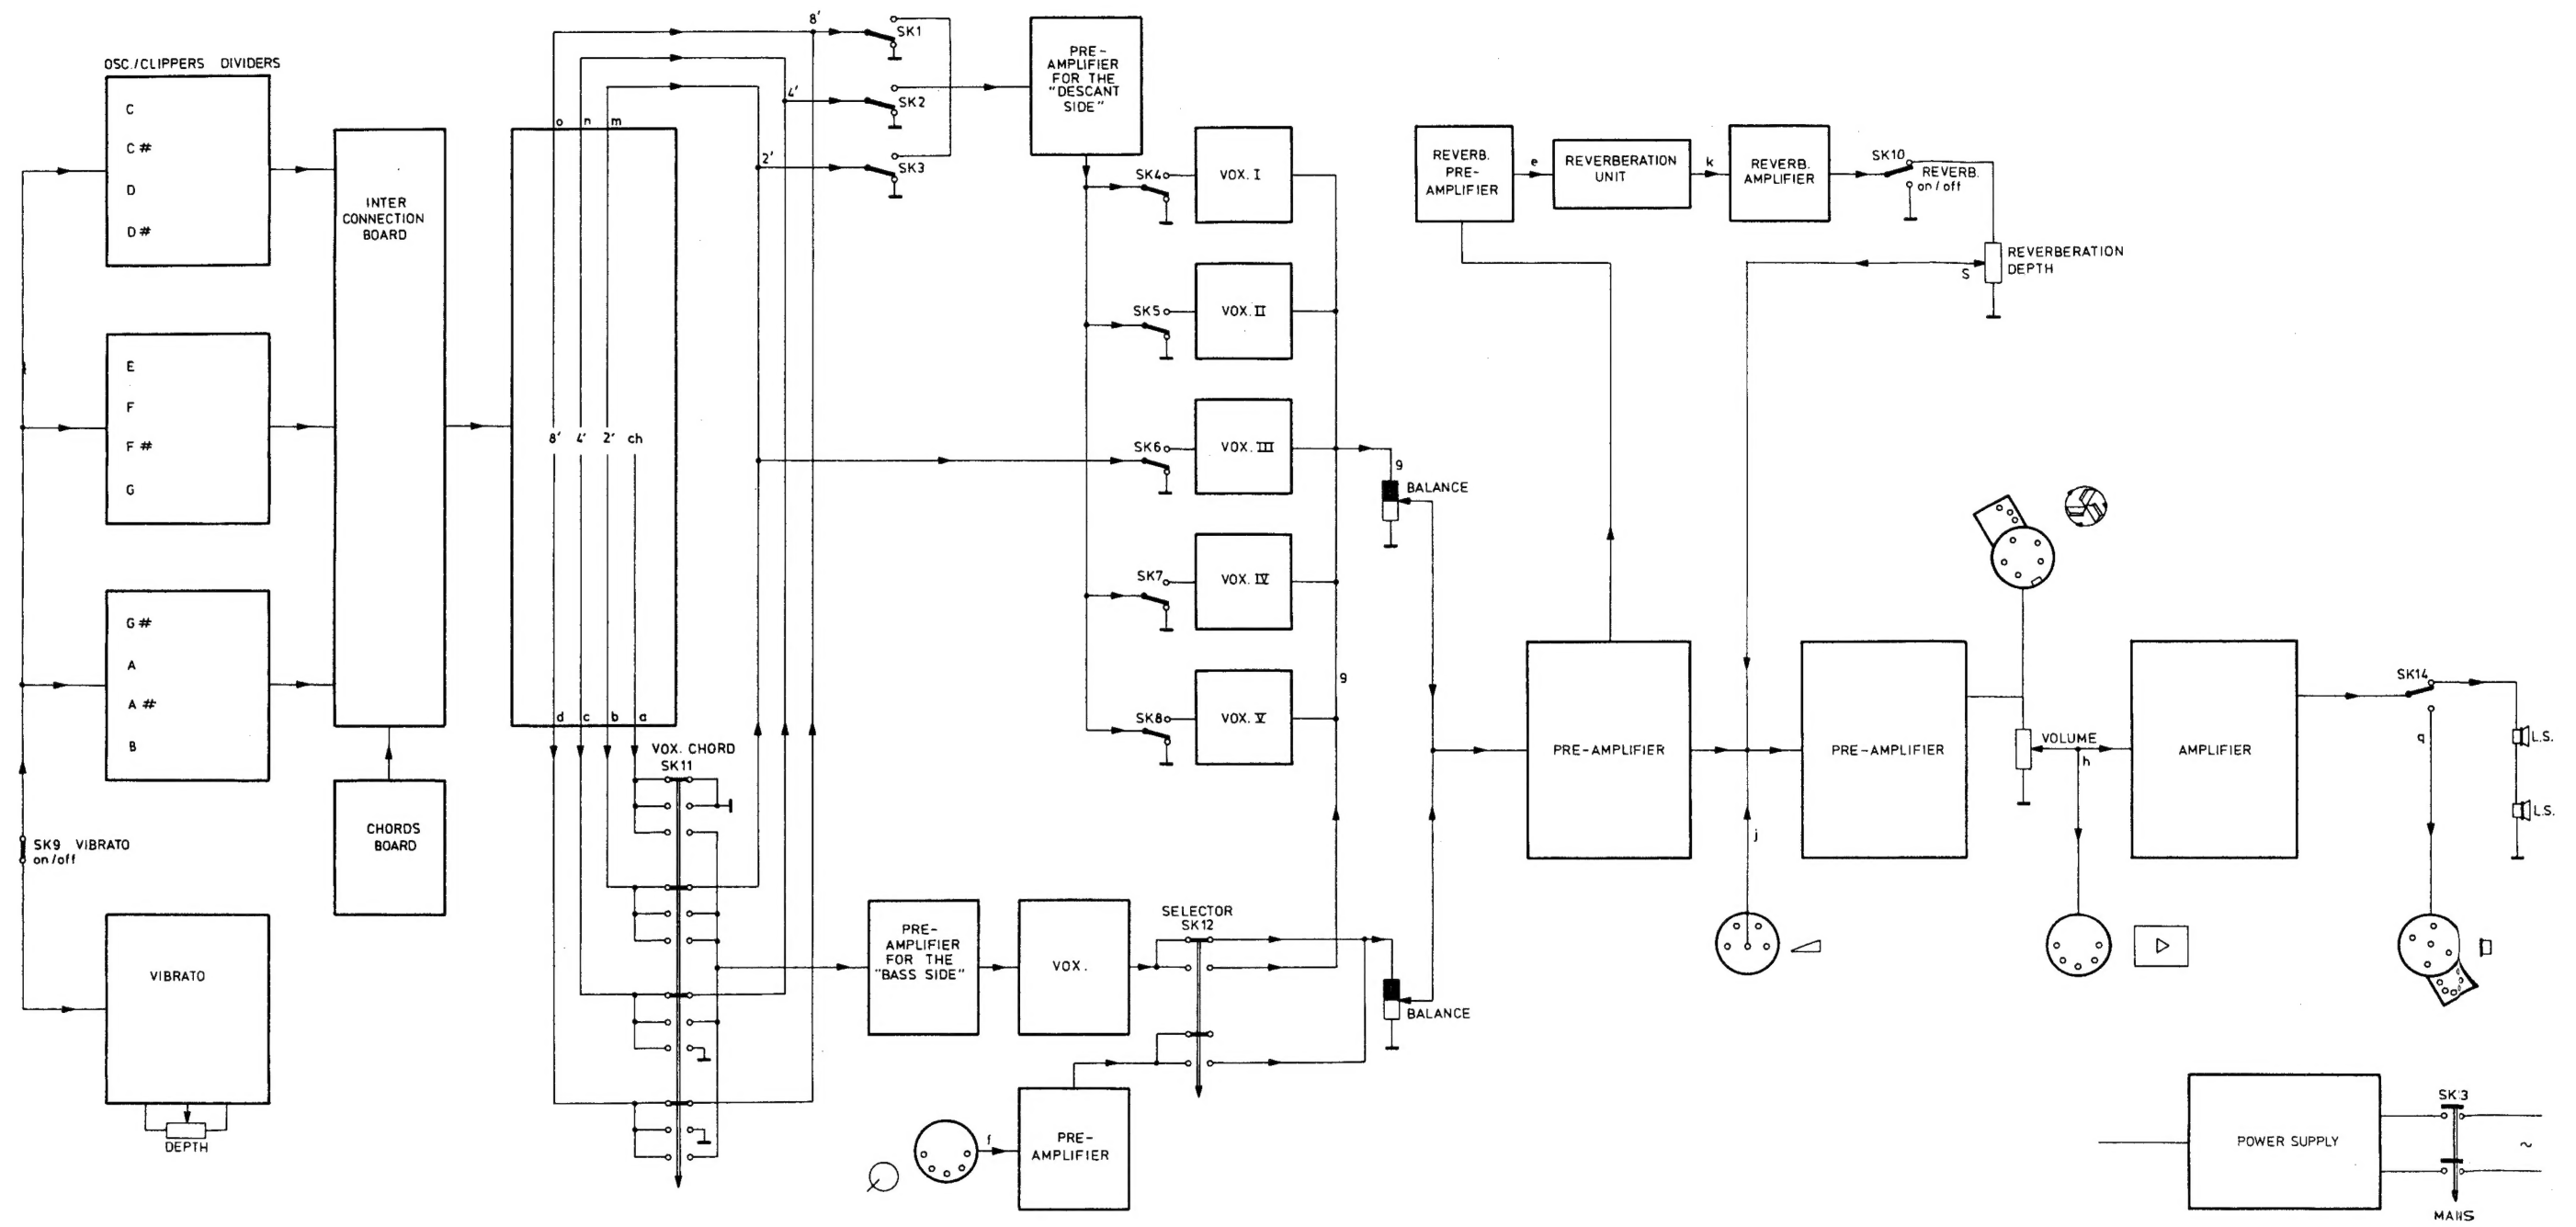 OSC./CLIPPERS DIVIDERS
C
C#
D
D#
E
F
F#
G
G#
A
A#
B
SK9 VIBRATO
on/off
VIBRATO
DEPTH
INTER
CONNECTION
BOARD
CHORDS
BOARD
o n m
8' 4' 2' ch
d c b a
VOX. CHORD
SK11
8'
4'
2'
SK1
SK2
SK3
PRE-
AMPLIFIER
FOR THE
"DESCANT
SIDE"
SK4
VOX. I
SK5
VOX. II
SK6
VOX. III
SK7
VOX. IV
SK8
VOX. V
g
BALANCE
g
PRE-
AMPLIFIER
FOR THE
"BASS SIDE"
VOX.
SELECTOR
SK12
BALANCE
f
PRE-
AMPLIFIER
REVERB.
PRE-
AMPLIFIER
e
REVERBERATION
UNIT
k
REVERB.
AMPLIFIER
SK10
REVERB.
on/off
REVERBERATION
DEPTH
S
PRE-AMPLIFIER
j
PRE-AMPLIFIER
VOLUME
h
AMPLIFIER
SK14
q
L.S.
L.S.
POWER SUPPLY
SK13
~
MAINS